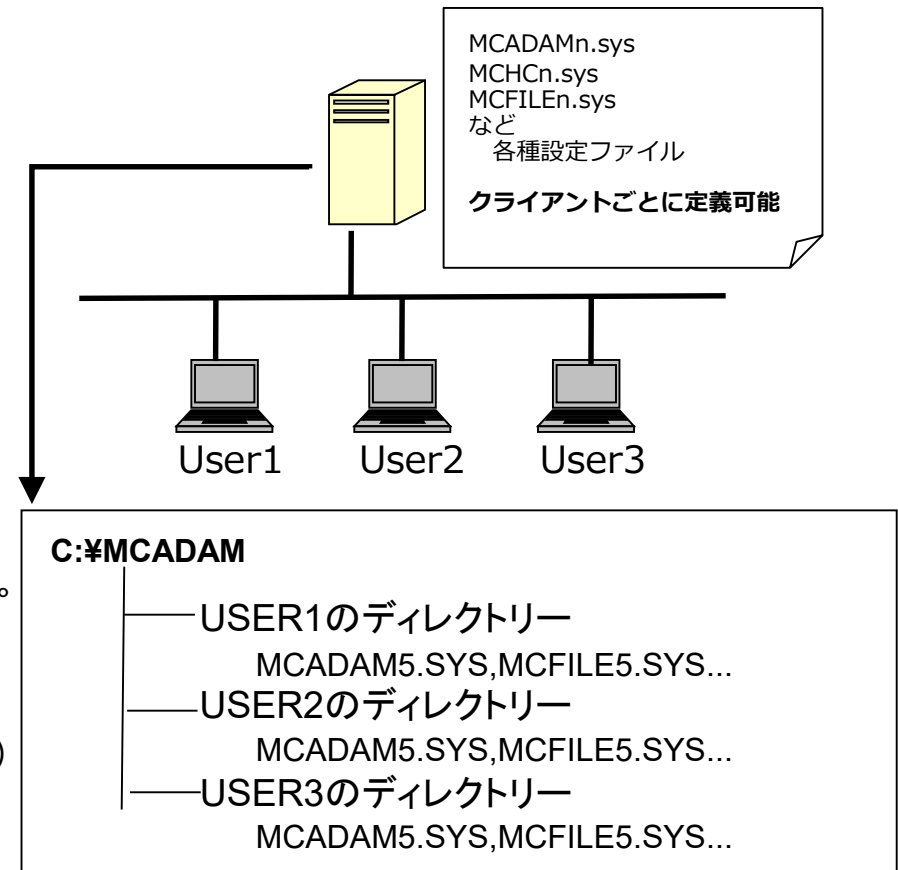 MCADAMn.sys
MCHCn.sys
MCFILEn.sys
など
各種設定ファイル
クライアントごとに定義可能
User1 User2 User3
C:¥MCADAM
。
USER1のディレクトリー
MCADAM5.SYS,MCFILE5.SYS...
USER2のディレクトリー
)
MCADAM5.SYS,MCFILE5.SYS...
USER3のディレクトリー
MCADAM5.SYS,MCFILE5.SYS...